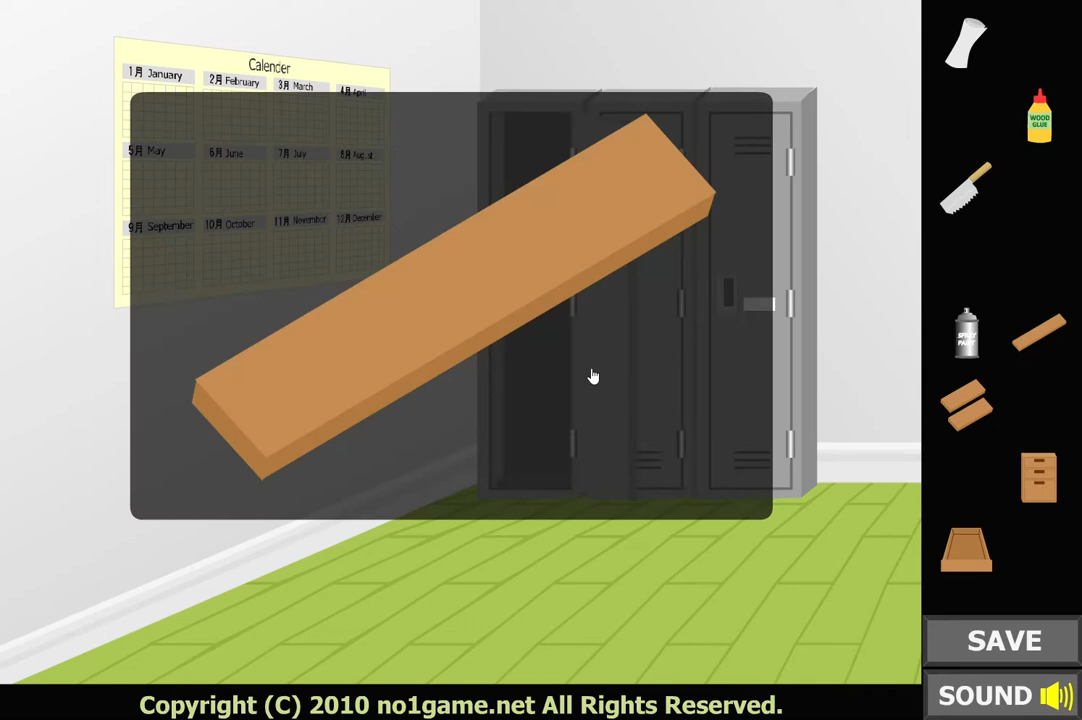 Calender
1月 January 2月 February 3月 March 4月 April
5月 May 6月 June 7月 July 8月 August
9月 September 10月 October 11月 November 12月 December
WOOD
GLUE
SPRAY
PAINT
SAVE
SOUND
Copyright (C) 2010 no1game.net All Rights Reserved.